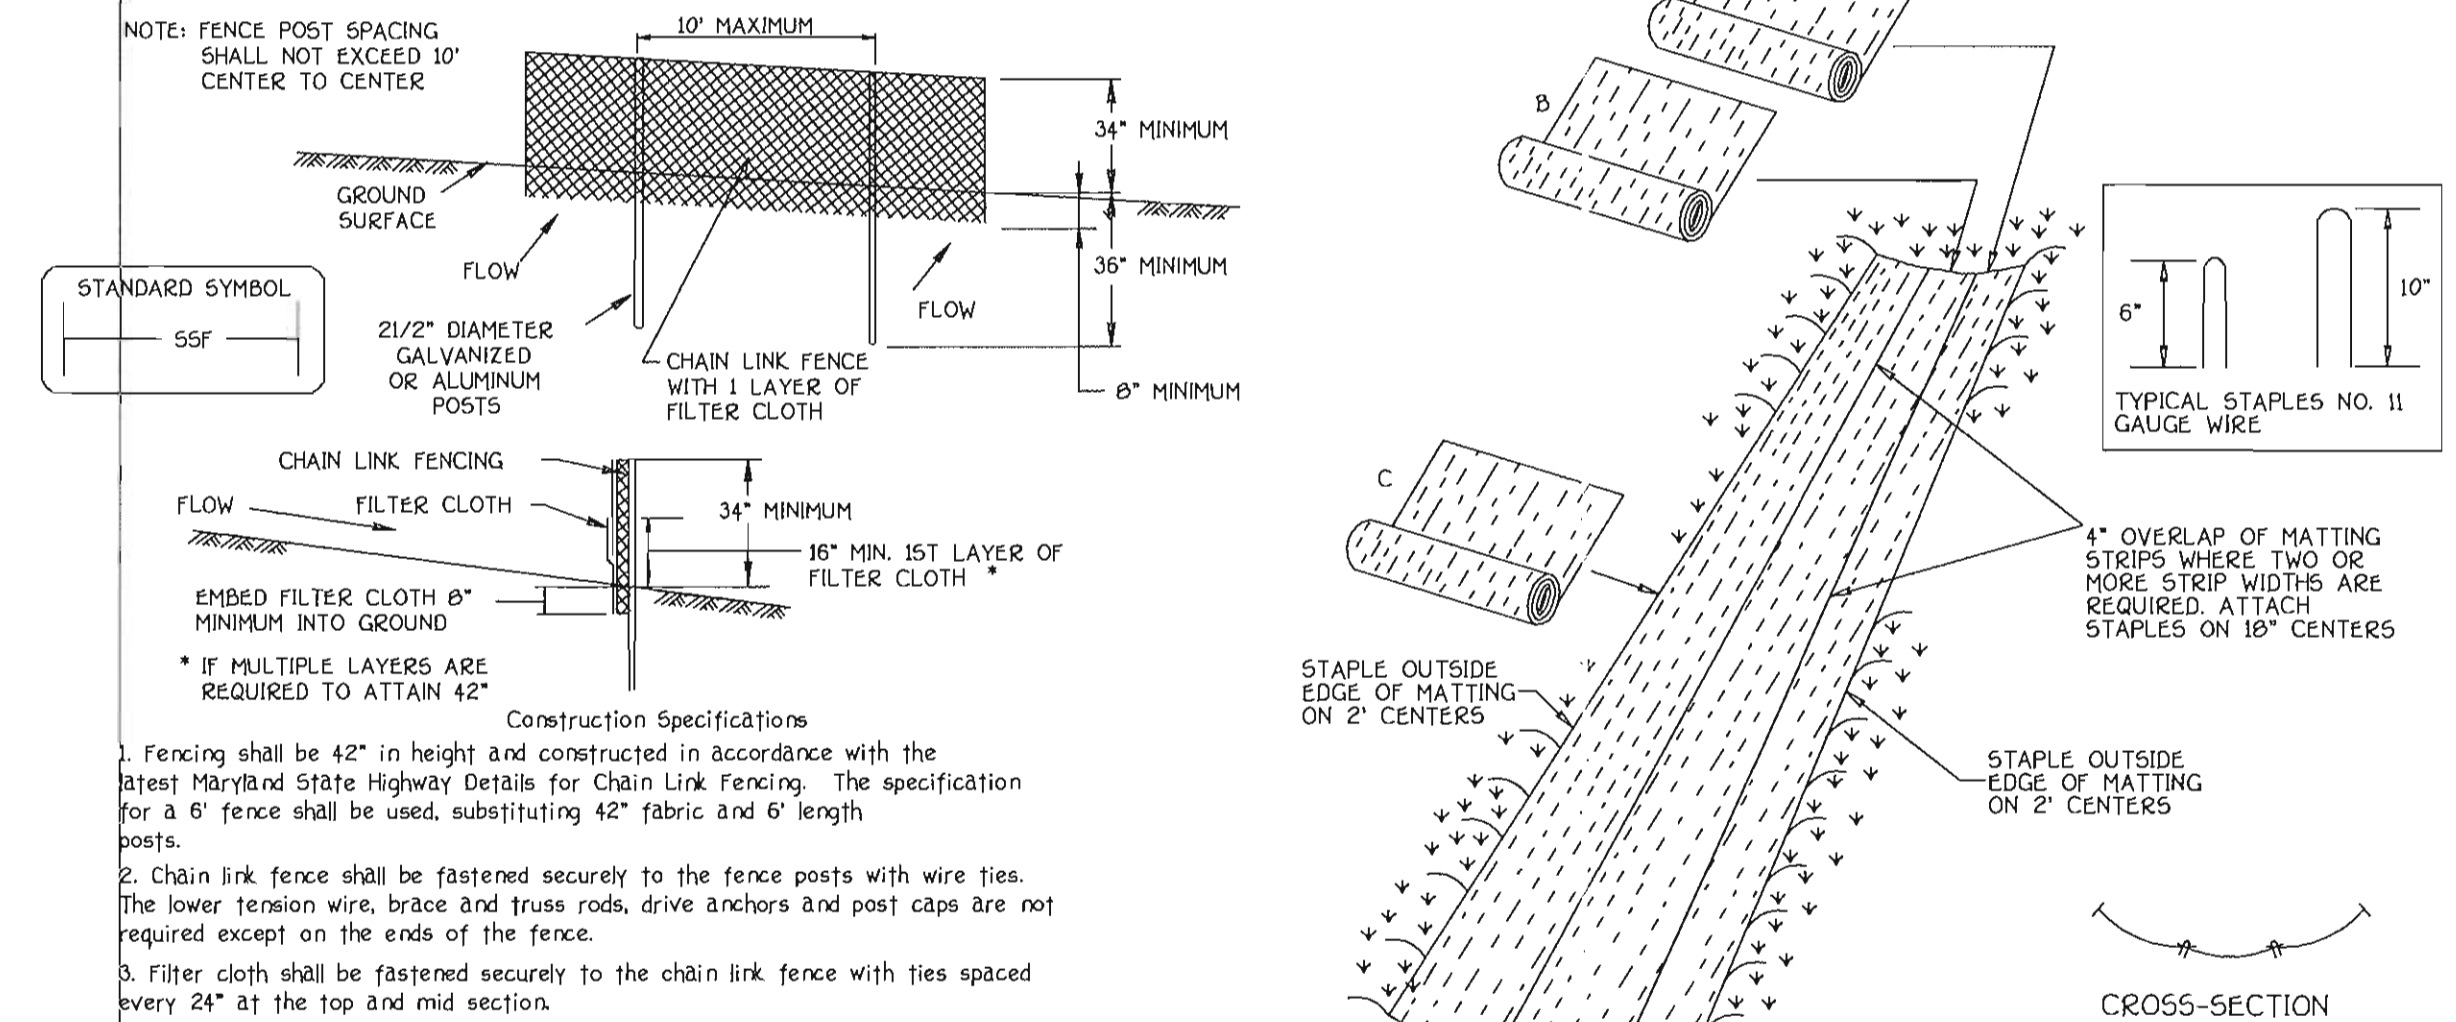 NOTE: FENCE POST SPACING
SHALL NOT EXCEED 10'
CENTER TO CENTER
10' MAXIMUM
34" MINIMUM
GROUND
SURFACE
FLOW
36" MINIMUM
FLOW
STANDARD SYMBOL
SSF
21/2" DIAMETER
GALVANIZED
OR ALUMINUM
POSTS
CHAIN LINK FENCE
WITH 1 LAYER OF
FILTER CLOTH
8" MINIMUM
CHAIN LINK FENCING
FLOW
FILTER CLOTH
34" MINIMUM
16" MIN. 1ST LAYER OF
FILTER CLOTH *
EMBED FILTER CLOTH 8"
MINIMUM INTO GROUND
* IF MULTIPLE LAYERS ARE
REQUIRED TO ATTAIN 42"
Construction Specifications
1. Fencing shall be 42" in height and constructed in accordance with the
latest Maryland State Highway Details for Chain Link Fencing. The specification
for a 6' fence shall be used, substituting 42" fabric and 6' length
posts.
2. Chain link fence shall be fastened securely to the fence posts with wire ties.
The lower tension wire, brace and truss rods, drive anchors and post caps are not
required except on the ends of the fence.
3. Filter cloth shall be fastened securely to the chain link fence with ties spaced
every 24" at the top and mid section.
B
C
6"
10"
TYPICAL STAPLES NO. 11
GAUGE WIRE
4" OVERLAP OF MATTING
STRIPS WHERE TWO OR
MORE STRIP WIDTHS ARE
REQUIRED. ATTACH
STAPLES ON 18" CENTERS
STAPLE OUTSIDE
EDGE OF MATTING
ON 2' CENTERS
STAPLE OUTSIDE
EDGE OF MATTING
ON 2' CENTERS
CROSS-SECTION